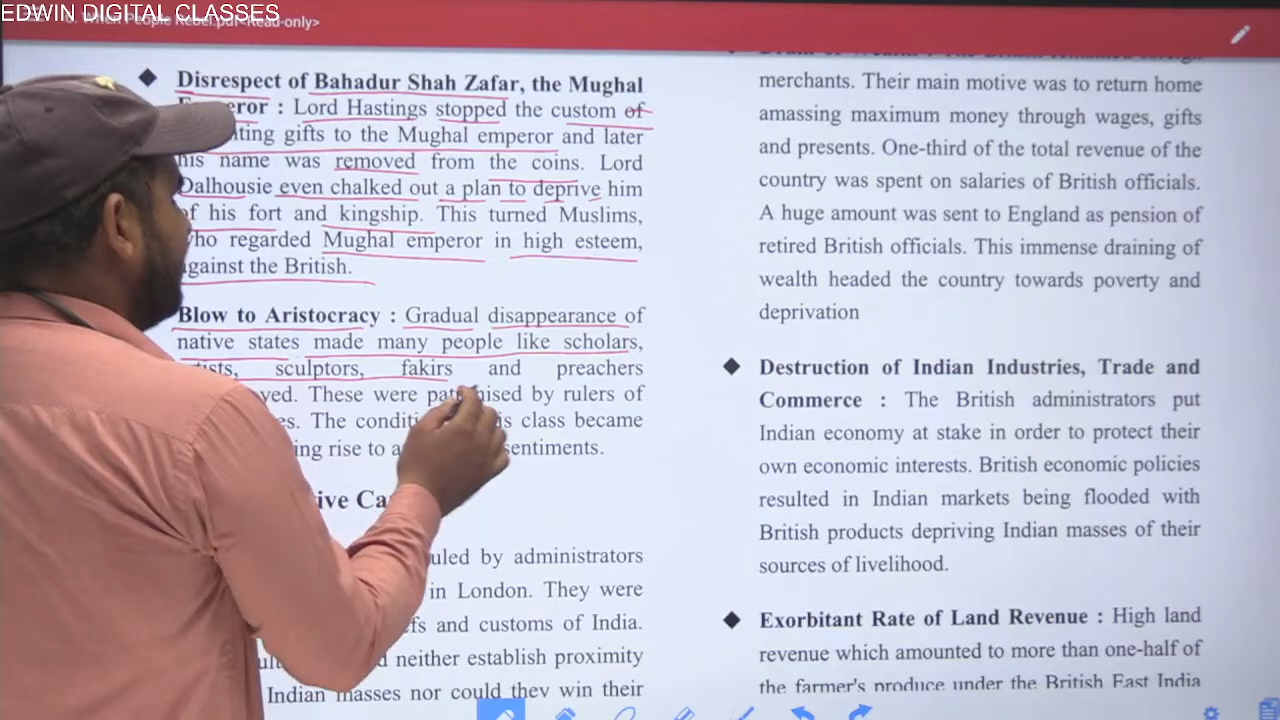 EDWIN DIGITAL CLASSES
When People Rebel.pdf<Read-only>
Disrespect of Bahadur Shah Zafar, the Mughal
: Lord Hastings stopped the custom of
gifts to the Mughal emperor and later
his name was removed from the coins. Lord
Dalhousie even chalked out a plan to deprive him
of his fort and kingship. This turned Muslims,
who regarded Mughal emperor in high esteem,
against the British.
Blow to Aristocracy : Gradual disappearance of
native states made many people like scholars,
sculptors, fakirs and preachers
These were by rulers of
The class became
rise to sentiments.
by administrators
in London. They were
and customs of India.
neither establish proximity
Indian masses nor could they win their
merchants. Their main motive was to return home
amassing maximum money through wages, gifts
and presents. One-third of the total revenue of the
country was spent on salaries of British officials.
A huge amount was sent to England as pension of
retired British officials. This immense draining of
wealth headed the country towards poverty and
deprivation
Destruction of Indian Industries, Trade and
Commerce : The British administrators put
Indian economy at stake in order to protect their
own economic interests. British economic policies
resulted in Indian markets being flooded with
British products depriving Indian masses of their
sources of livelihood.
Exorbitant Rate of Land Revenue : High land
revenue which amounted to more than one-half of
the farmer's produce under the British East India